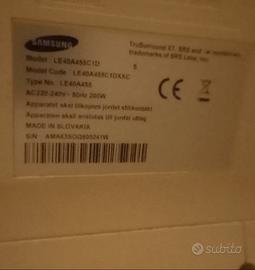 SAMSUNG
TruSurround XT, SRS and
trademarks of SRS Labs, Inc.
Model : LE40A455C1D
Model Code : LE40A455C1DXXC
Type No : LE40A455
AC220-240V~ 50Hz 200W
Apparatet skal tilkoples jordet stikkontakt
Apparaten skall anslutas till jordat uttag
MADE IN SLOVAKIA
S/N :
CE
subito